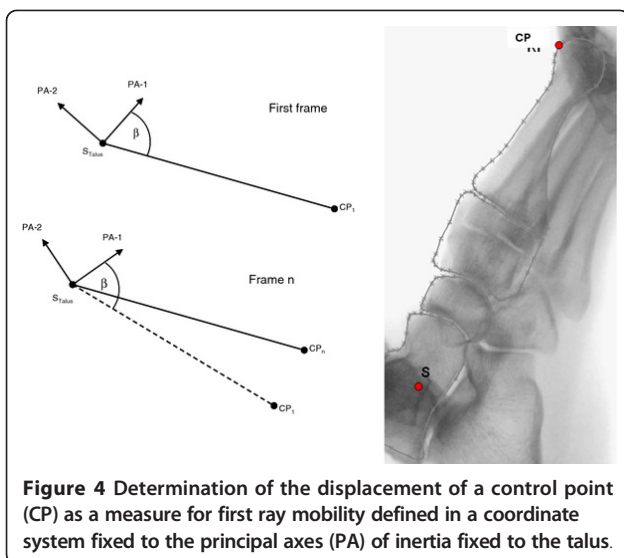 PA-2
PA-1
First frame
β
S_Talus
CP₁
PA-2
PA-1
Frame n
β
S_Talus
CPₙ
CP₁
CP
S
Figure 4 Determination of the displacement of a control point
(CP) as a measure for first ray mobility defined in a coordinate
system fixed to the principal axes (PA) of inertia fixed to the talus.